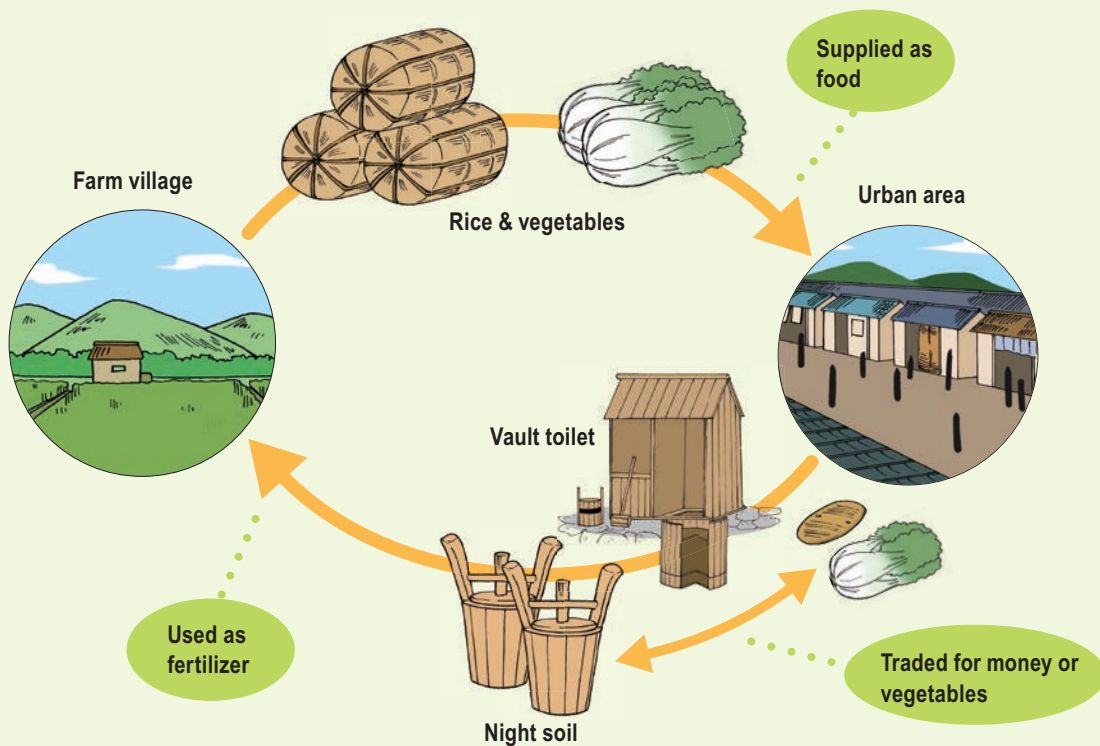 Supplied as
food
Farm village
Urban area
Rice & vegetables
Vault toilet
Used as
fertilizer
Traded for money or
vegetables
Night soil